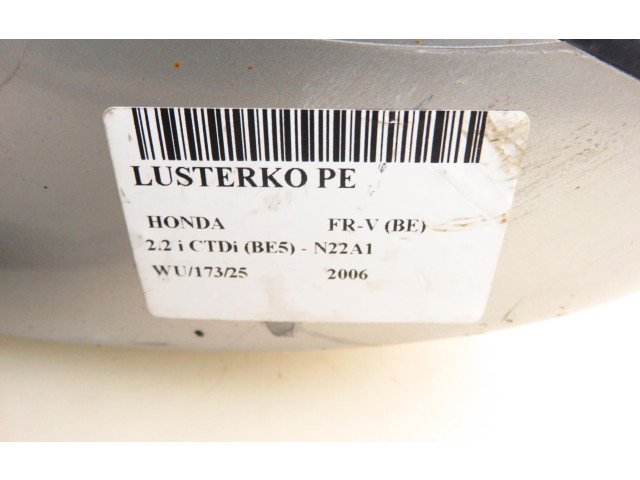 LUSTERKO PE
HONDA FR-V (BE)
2.2 i CTDi (BE5) - N22A1
WU/173/25 2006